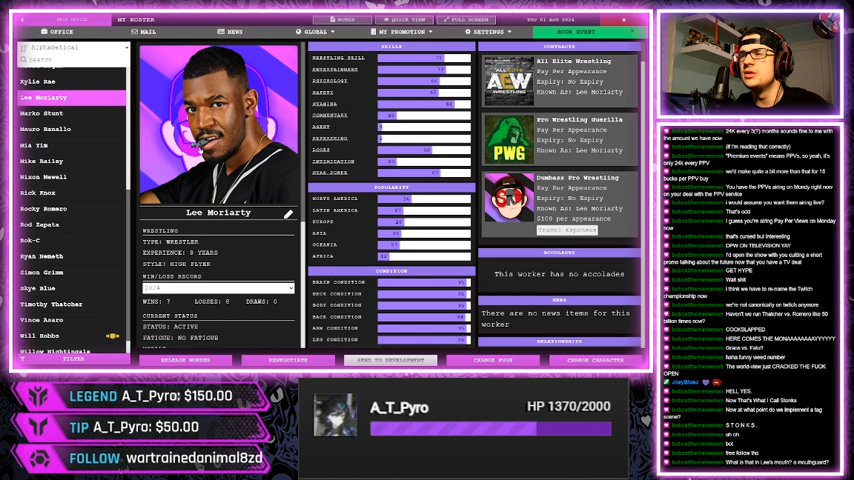 MAIN OFFICE
MY ROSTER
NOTES
QUICK VIEW
FULL SCREEN
THU 01 AUG 2024
OFFICE
MAIL
NEWS
GLOBAL
MY PROMOTION
SETTINGS
BOOK EVENT
Alphabetical
Search
Kylie Rae
Lee Moriarty
Marko Stunt
Mauro Ranallo
Mia Yim
Mike Bailey
Nixon Newell
Rick Knox
Rocky Romero
Rod Zapata
Rok-C
Ryan Nemeth
Simon Grimm
Skye Blue
Timothy Thatcher
Vince Asaro
Will Hobbs
Willow Nightingale
FILTER
Lee Moriarty
WRESTLING
TYPE: WRESTLER
EXPERIENCE: 8 YEARS
STYLE: HIGH FLYER
WIN/LOSS RECORD
2024
WINS: 7 LOSSES: 8 DRAWS: 0
CURRENT STATUS
STATUS: ACTIVE
FATIGUE: NO FATIGUE
SKILLS
WRESTLING SKILL
ENTERTAINMENT
PSYCHOLOGY
SAFETY
STAMINA
COMMENTARY
AGENT
REFEREEING
LOOKS
INTIMIDATION
STAR POWER
POPULARITY
NORTH AMERICA
LATIN AMERICA
EUROPE
ASIA
OCEANIA
AFRICA
CONDITION
BRAIN CONDITION
NECK CONDITION
BODY CONDITION
BACK CONDITION
ARM CONDITION
LEG CONDITION
CONTRACTS
All Elite Wrestling
Pay Per Appearance
Expiry: No Expiry
Known As: Lee Moriarty
AEW
Pro Wrestling Guerilla
Pay Per Appearance
Expiry: No Expiry
Known As: Lee Moriarty
PWG
Dumbass Pro Wrestling
Pay Per Appearance
Expiry: No Expiry
Known As: Lee Moriarty
$100 per appearance
Travel Expenses
ACCOLADES
This worker has no accolades
NEWS
There are no news items for this
worker
RELATIONSHIPS
RELEASE WORKER
RENEGOTIATE
SEND TO DEVELOPMENT
CHANGE PUSH
CHANGE CHARACTER
LEGEND A_T_Pyro: $150.00
TIP A_T_Pyro: $50.00
FOLLOW wartrainedanimal8zd
A_T_Pyro
HP 1370/2000
24K every 3(?) months sounds fine to me with
the amount we have now
(if I'm reading that correctly)
"Premium events" means PPV's, so yeah, it's
only 24k every PPV
we'd make quite a bit more than that for 16
bucks per PPV buy
You have the PPVs airing on Mondy right now
on your deal with the PPV service
i would assume you want them airing live?
That's odd
I guess you're airing Pay Per Views on Monday
now
that's cursed but interesting
DPW ON TELEVISION YAY
I'd open the show with you cutting a short
promo talking about the future now that you have a TV deal
GET HYPE
Wait shit
I think we have to re-name the Twitch
championship now
we're not canonically on twitch anymore
Haven't we run Thatcher vs. Romero like 50
billion times now?
COCKSLAPPED
HERE COMES THE MONAAAAAAAYYYYYY
Grace vs. Fatu?
haha funny weed number
The world-view just CRACKED THE FUCK
OPEN
JoeyBlueJ
HELL YES.
Now That's What I Call Stonks
Now at what point do we implement a tag
scene?
S T O N K S .
uh oh
bot
free follow tho
What is that in Lee's mouth? a mouthguard?